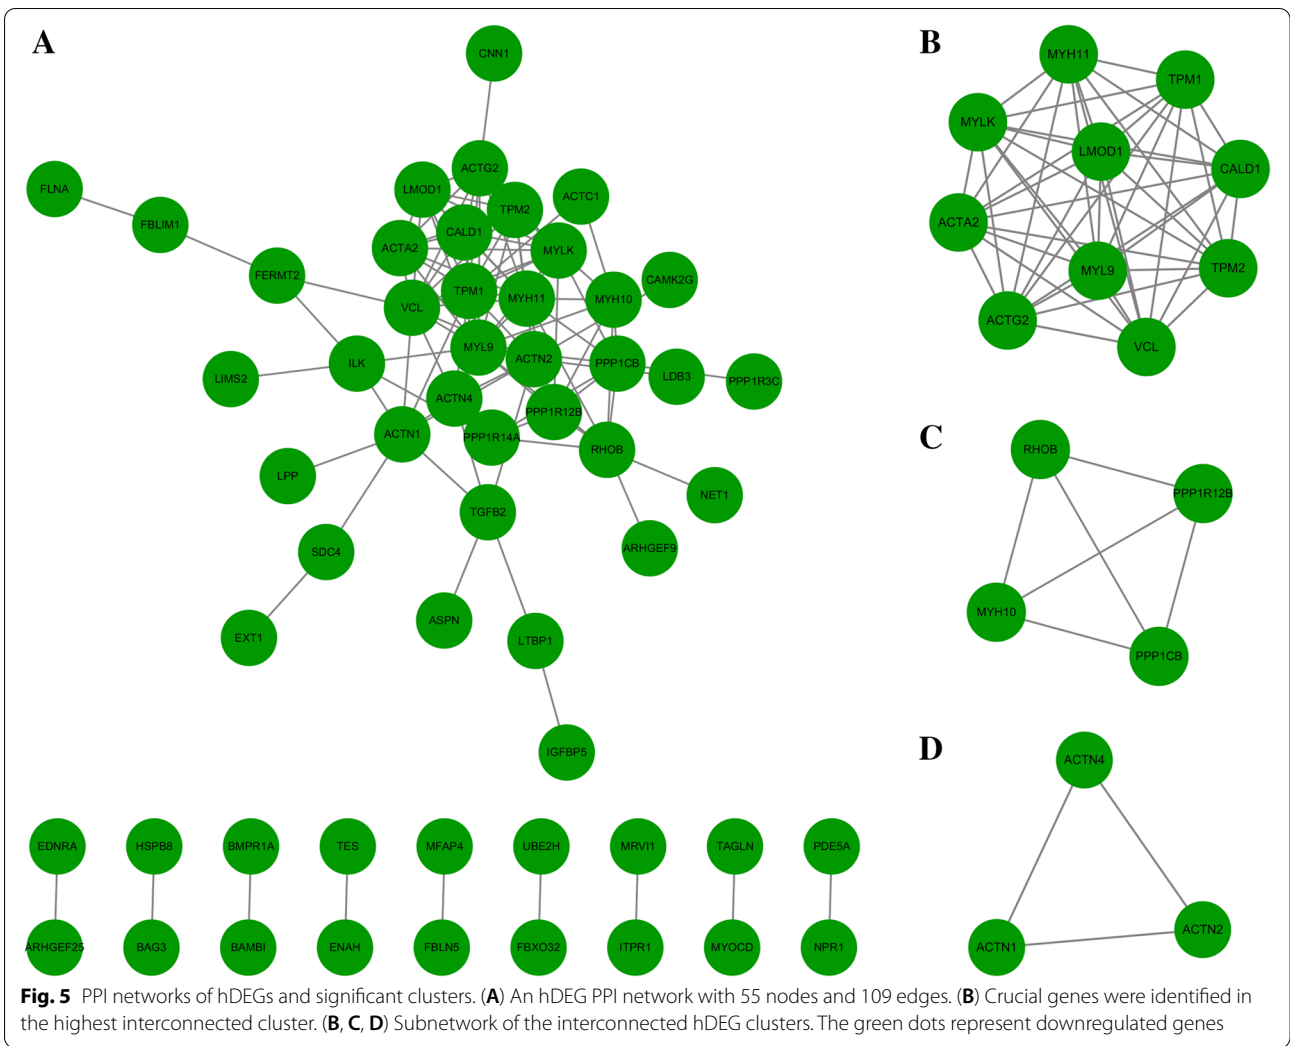 A
CNN1
FLNA
FBLIM1
FERMT2
ACTG2
LMOD1
TPM2
ACTC1
ACTA2
CALD1
MYLK
CAMK2G
VCL
TPM1
MYH11
MYH10
LIMS2
ILK
MYL9
ACTN2
PPP1CB
LDB3
PPP1R3C
ACTN4
PPP1R12B
ACTN1
PPP1R14A
RHOB
LPP
NET1
TGFB2
SDC4
ARHGEF9
EXT1
ASPN
LTBP1
IGFBP5
EDNRA
HSPB8
BMPR1A
TES
MFAP4
UBE2H
MRVI1
TAGLN
PDE5A
ARHGEF25
BAG3
BAMBI
ENAH
FBLN5
FBXO32
ITPR1
MYOCD
NPR1
B
MYH11
TPM1
MYLK
LMOD1
CALD1
ACTA2
MYL9
TPM2
ACTG2
VCL
C
RHOB
PPP1R12B
MYH10
PPP1CB
D
ACTN4
ACTN1
ACTN2
Fig. 5 PPI networks of hDEGs and significant clusters. (A) An hDEG PPI network with 55 nodes and 109 edges. (B) Crucial genes were identified in
the highest interconnected cluster. (B, C, D) Subnetwork of the interconnected hDEG clusters. The green dots represent downregulated genes